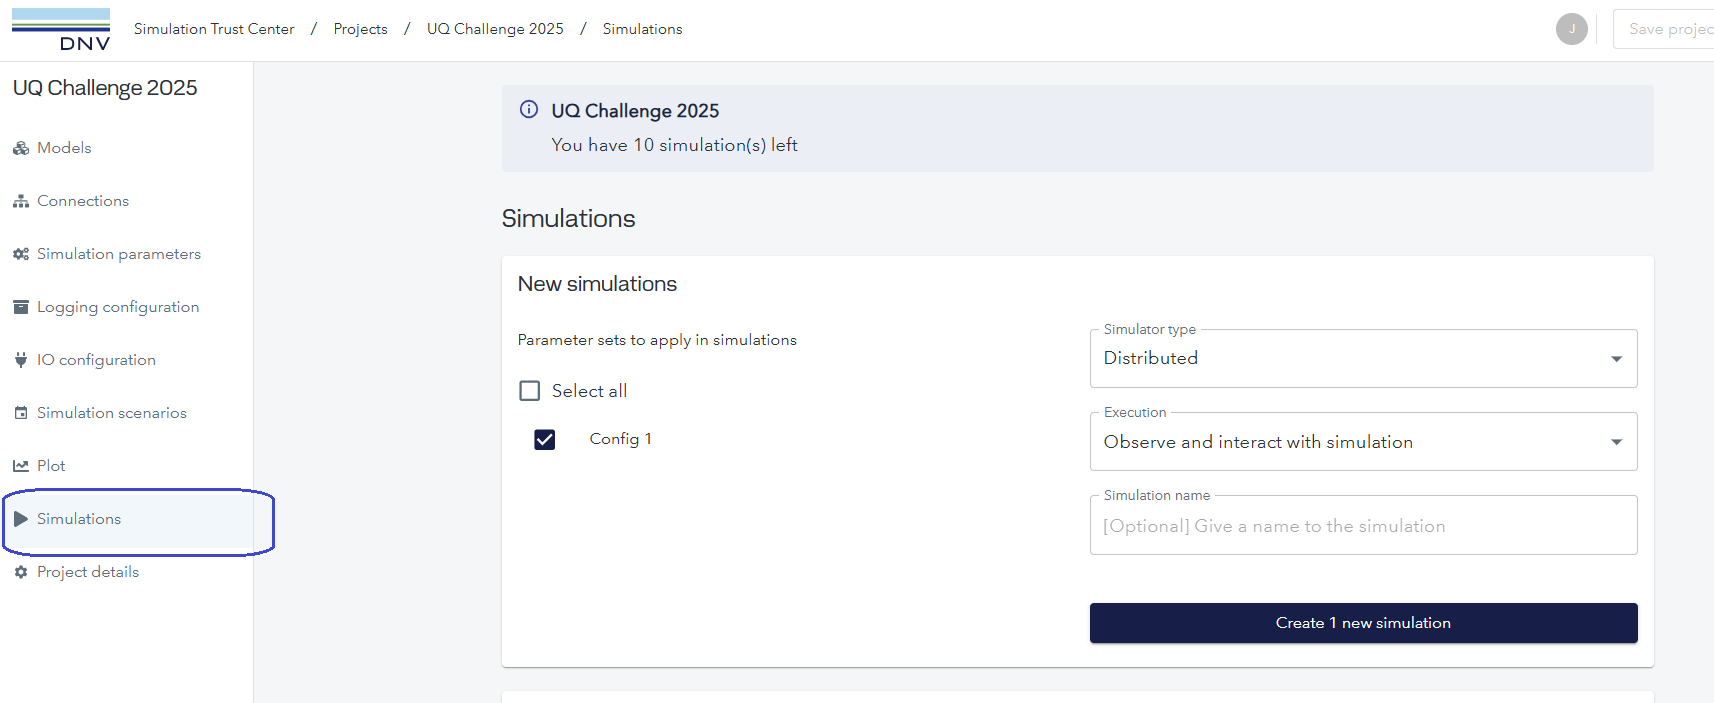 DNV
Simulation Trust Center / Projects / UQ Challenge 2025 / Simulations
J
Save projec
UQ Challenge 2025
Models
Connections
Simulation parameters
Logging configuration
IO configuration
Simulation scenarios
Plot
Simulations
Project details
UQ Challenge 2025
You have 10 simulation(s) left
Simulations
New simulations
Parameter sets to apply in simulations
Select all
Config 1
Simulator type
Distributed
Execution
Observe and interact with simulation
Simulation name
[Optional] Give a name to the simulation
Create 1 new simulation